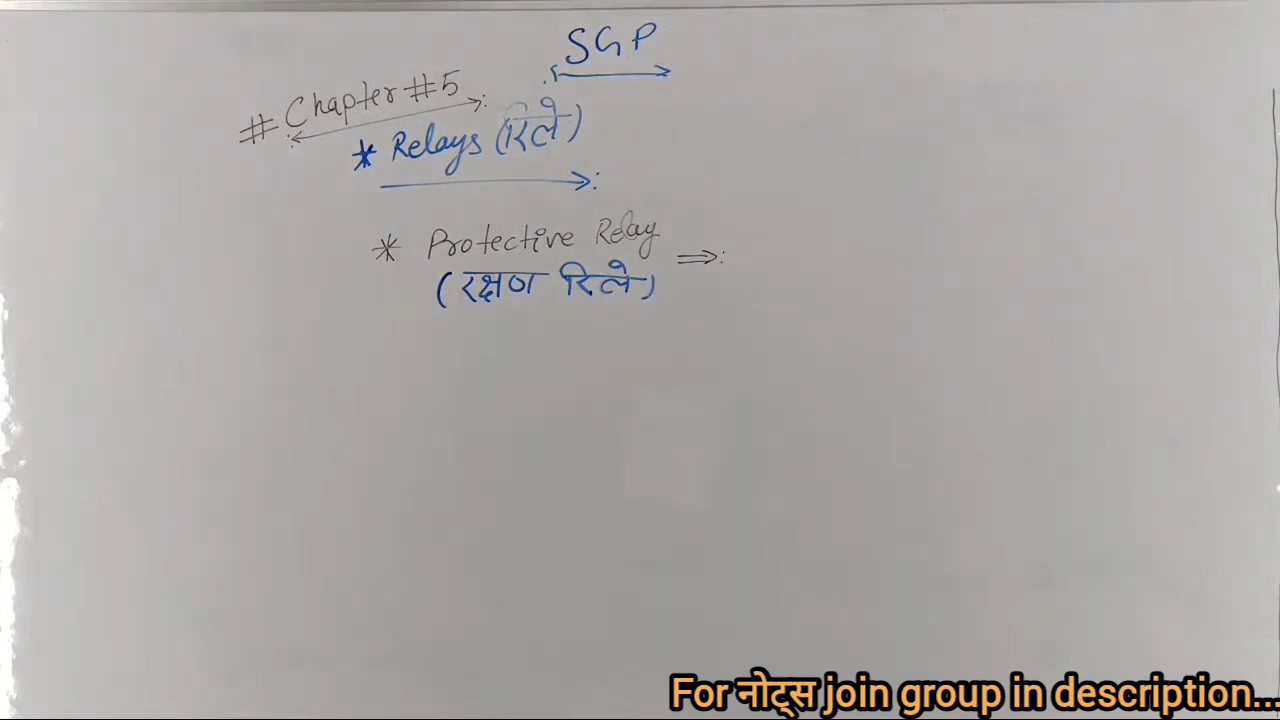 SGP
# Chapter #5
* Relays (रिले)
* Protective Relay ⇒:
(रक्षण रिले)
For नोट्स join group in description...